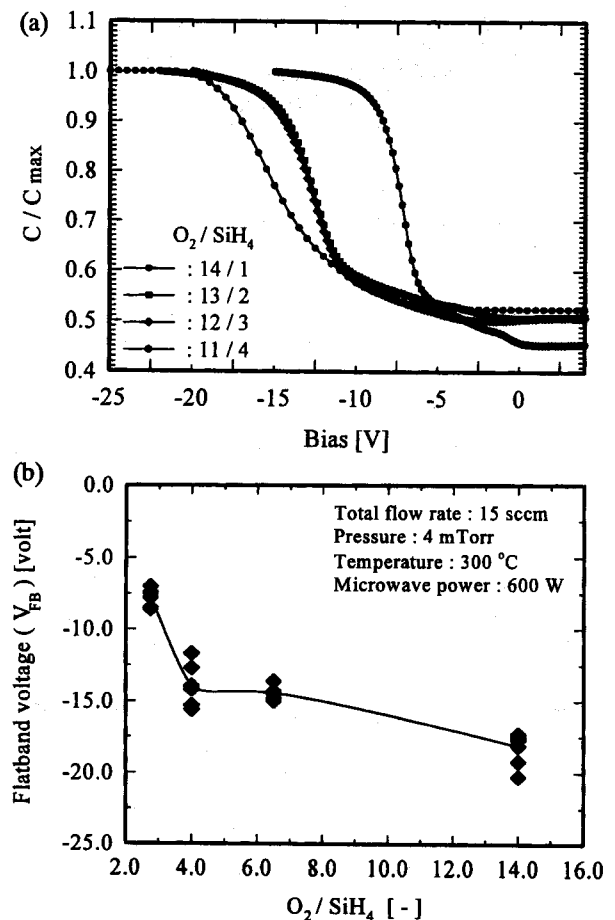 (a)
1.1
1.0
0.9
0.8
0.7
0.6
0.5
0.4
C / C max
O2 / SiH4
: 14 / 1
: 13 / 2
: 12 / 3
: 11 / 4
-25 -20 -15 -10 -5 0
Bias [V]
(b)
0.0
-5.0
-10.0
-15.0
-20.0
-25.0
Flatband voltage ( VFB ) [volt]
Total flow rate : 15 sccm
Pressure : 4 mTorr
Temperature : 300 °C
Microwave power : 600 W
2.0 4.0 6.0 8.0 10.0 12.0 14.0 16.0
O2 / SiH4 [ - ]